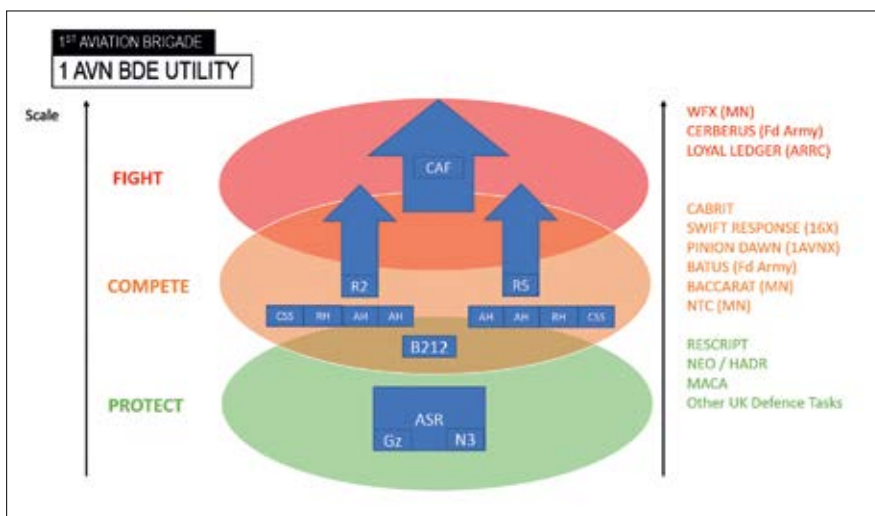 1ST AVIATION BRIGADE
1 AVN BDE UTILITY
Scale
FIGHT
COMPETE
PROTECT
CAF
R2
R5
CSS RH AH AH
AH AH RH CSS
B212
ASR
Gz N3
WFX (MN)
CERBERUS (Fd Army)
LOYAL LEDGER (ARRC)
CABRIT
SWIFT RESPONSE (16X)
PINION DAWN (1AVNX)
BATUS (Fd Army)
BACCARAT (MN)
NTC (MN)
RESCRIPT
NEO / HADR
MACA
Other UK Defence Tasks